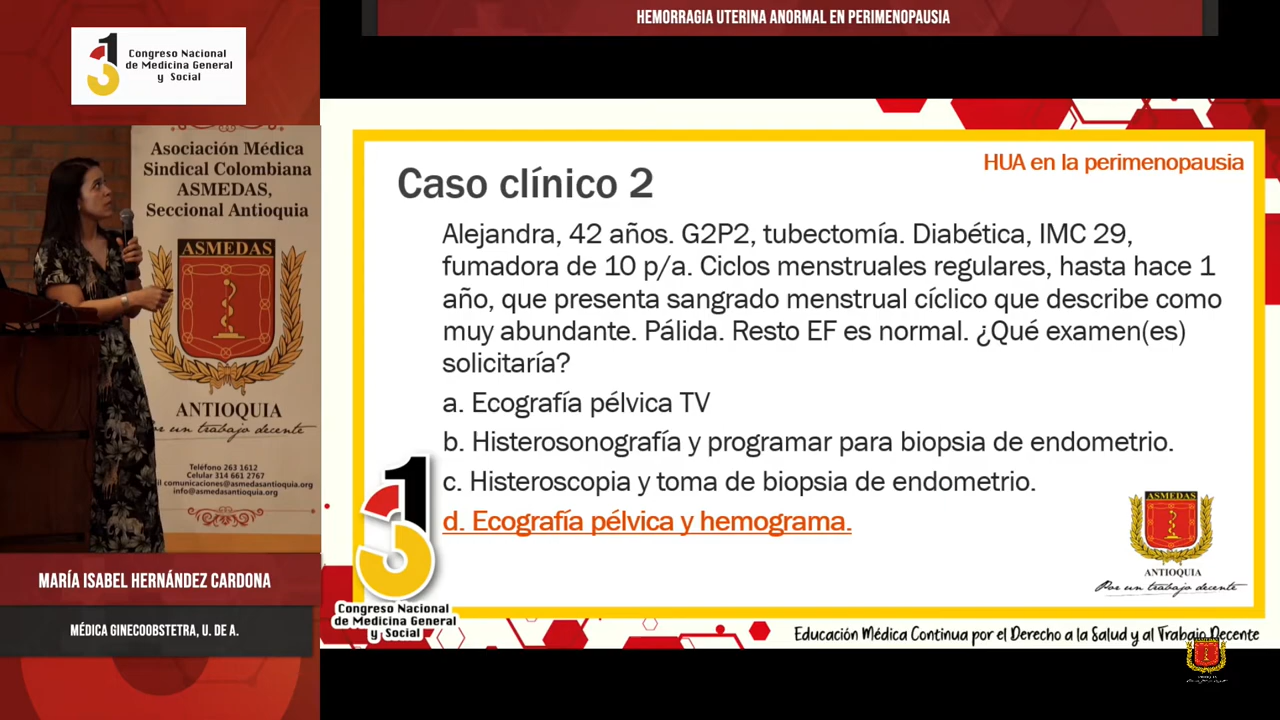 HEMORRAGIA UTERINA ANORMAL EN PERIMENOPAUSIA
13
Congreso Nacional
de Medicina General
y Social
Asociación Médica
Sindical Colombiana
ASMEDAS,
Seccional Antioquia
ASMEDAS
ANTIOQUIA
Por un trabajo decente
Teléfono 263 1612
Celular 314 661 2767
il comunicaciones@asmedasantioquia.org
info@asmedasantioquia.org
MARÍA ISABEL HERNÁNDEZ CARDONA
MÉDICA GINECOOBSTETRA, U. DE A.
HUA en la perimenopausia
Caso clínico 2
Alejandra, 42 años. G2P2, tubectomía. Diabética, IMC 29,
fumadora de 10 p/a. Ciclos menstruales regulares, hasta hace 1
año, que presenta sangrado menstrual cíclico que describe como
muy abundante. Pálida. Resto EF es normal. ¿Qué examen(es)
solicitaría?
a. Ecografía pélvica TV
b. Histerosonografía y programar para biopsia de endometrio.
c. Histeroscopia y toma de biopsia de endometrio.
d. Ecografía pélvica y hemograma.
13
Congreso Nacional
de Medicina General
y Social
ASMEDAS
ANTIOQUIA
Por un trabajo decente
Educación Médica Continua por el Derecho a la Salud y al Trabajo Decente